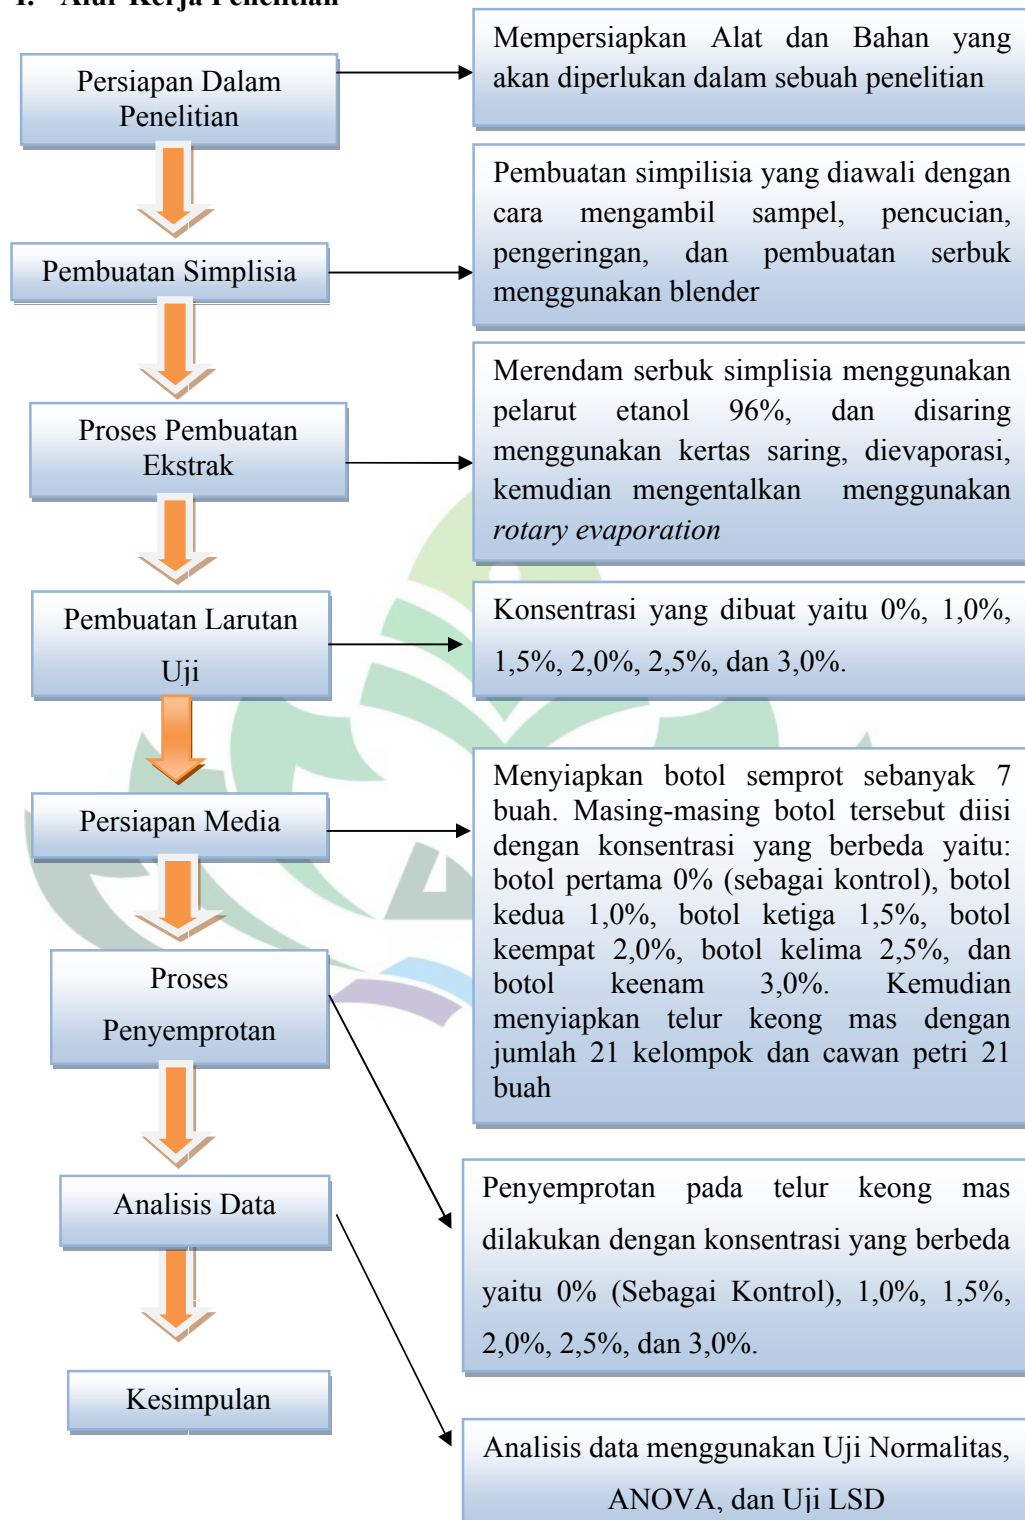 I. Alur Kerja Penelitian
Persiapan Dalam
Penelitian
Mempersiapkan Alat dan Bahan yang
akan diperlukan dalam sebuah penelitian
Pembuatan Simplisia
Pembuatan simpilisia yang diawali dengan
cara mengambil sampel, pencucian,
pengeringan, dan pembuatan serbuk
menggunakan blender
Proses Pembuatan
Ekstrak
Merendam serbuk simplisia menggunakan
pelarut etanol 96%, dan disaring
menggunakan kertas saring, dievaporasi,
kemudian mengentalkan menggunakan
rotary evaporation
Pembuatan Larutan
Uji
Konsentrasi yang dibuat yaitu 0%, 1,0%,
1,5%, 2,0%, 2,5%, dan 3,0%.
Persiapan Media
Menyiapkan botol semprot sebanyak 7
buah. Masing-masing botol tersebut diisi
dengan konsentrasi yang berbeda yaitu:
botol pertama 0% (sebagai kontrol), botol
kedua 1,0%, botol ketiga 1,5%, botol
keempat 2,0%, botol kelima 2,5%, dan
botol keenam 3,0%. Kemudian
menyiapkan telur keong mas dengan
jumlah 21 kelompok dan cawan petri 21
buah
Proses
Penyemprotan
Penyemprotan pada telur keong mas
dilakukan dengan konsentrasi yang berbeda
yaitu 0% (Sebagai Kontrol), 1,0%, 1,5%,
2,0%, 2,5%, dan 3,0%.
Analisis Data
Analisis data menggunakan Uji Normalitas,
ANOVA, dan Uji LSD
Kesimpulan